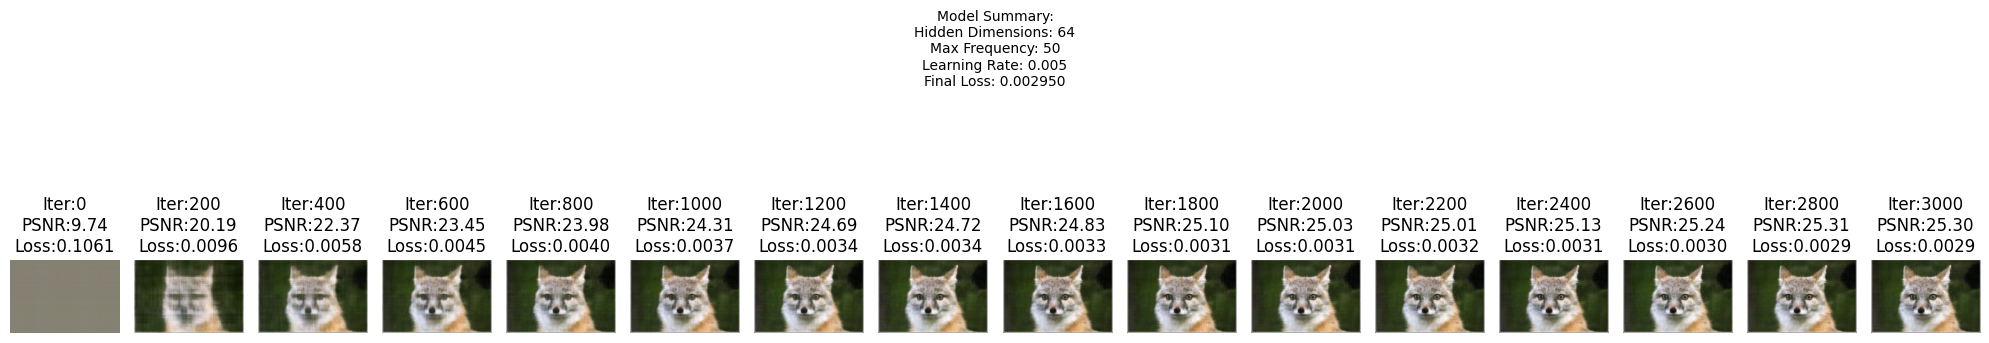 Model Summary:
Hidden Dimensions: 64
Max Frequency: 50
Learning Rate: 0.005
Final Loss: 0.002950
Iter:0
PSNR:9.74
Loss:0.1061
Iter:200
PSNR:20.19
Loss:0.0096
Iter:400
PSNR:22.37
Loss:0.0058
Iter:600
PSNR:23.45
Loss:0.0045
Iter:800
PSNR:23.98
Loss:0.0040
Iter:1000
PSNR:24.31
Loss:0.0037
Iter:1200
PSNR:24.69
Loss:0.0034
Iter:1400
PSNR:24.72
Loss:0.0034
Iter:1600
PSNR:24.83
Loss:0.0033
Iter:1800
PSNR:25.10
Loss:0.0031
Iter:2000
PSNR:25.03
Loss:0.0031
Iter:2200
PSNR:25.01
Loss:0.0032
Iter:2400
PSNR:25.13
Loss:0.0031
Iter:2600
PSNR:25.24
Loss:0.0030
Iter:2800
PSNR:25.31
Loss:0.0029
Iter:3000
PSNR:25.30
Loss:0.0029